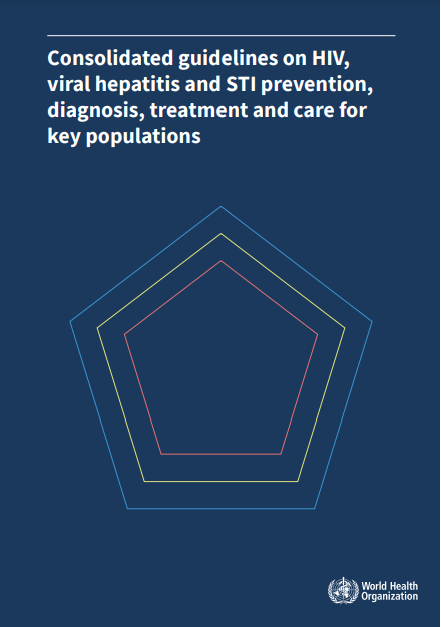 Consolidated guidelines on HIV,
viral hepatitis and STI prevention,
diagnosis, treatment and care for
key populations
World Health
Organization